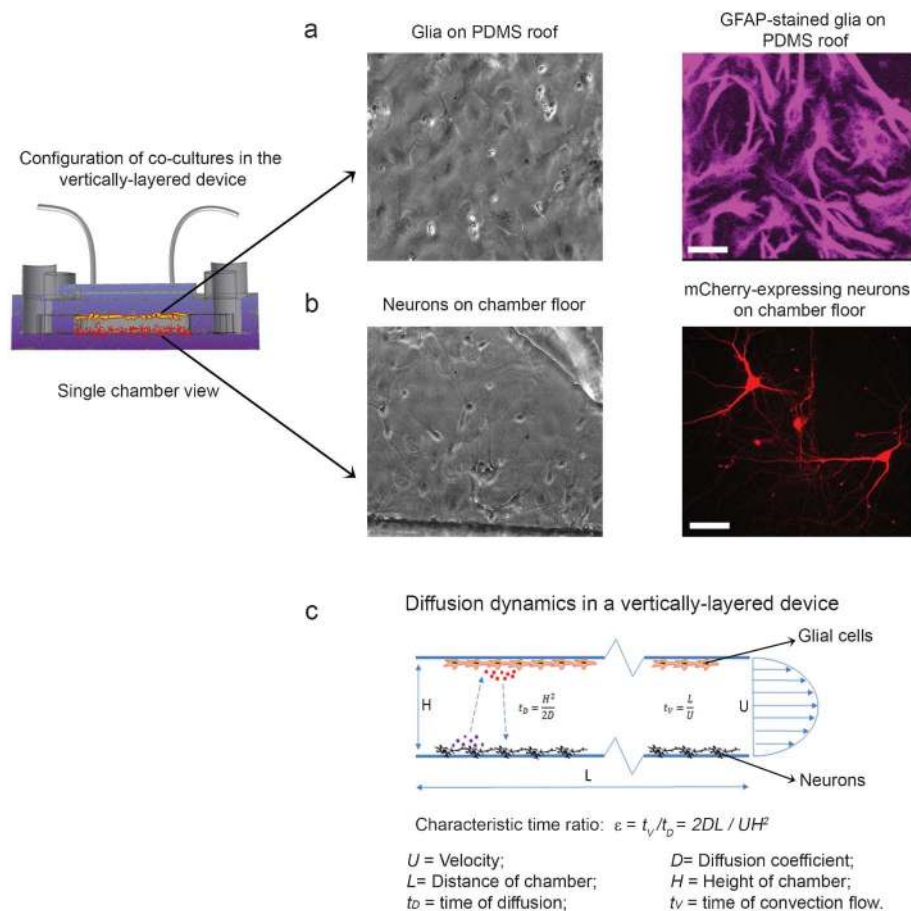 a
Glia on PDMS roof
GFAP-stained glia on
PDMS roof
Configuration of co-cultures in the
vertically-layered device
b
Neurons on chamber floor
mCherry-expressing neurons
on chamber floor
Single chamber view
c
Diffusion dynamics in a vertically-layered device
Glial cells
H
t_D = H²/2D
t_V = L/U
U
L
Neurons
Characteristic time ratio: ε = t_V/t_D = 2DL / UH²
U = Velocity;
D= Diffusion coefficient;
L= Distance of chamber;
H = Height of chamber;
t_D = time of diffusion;
t_V = time of convection flow.